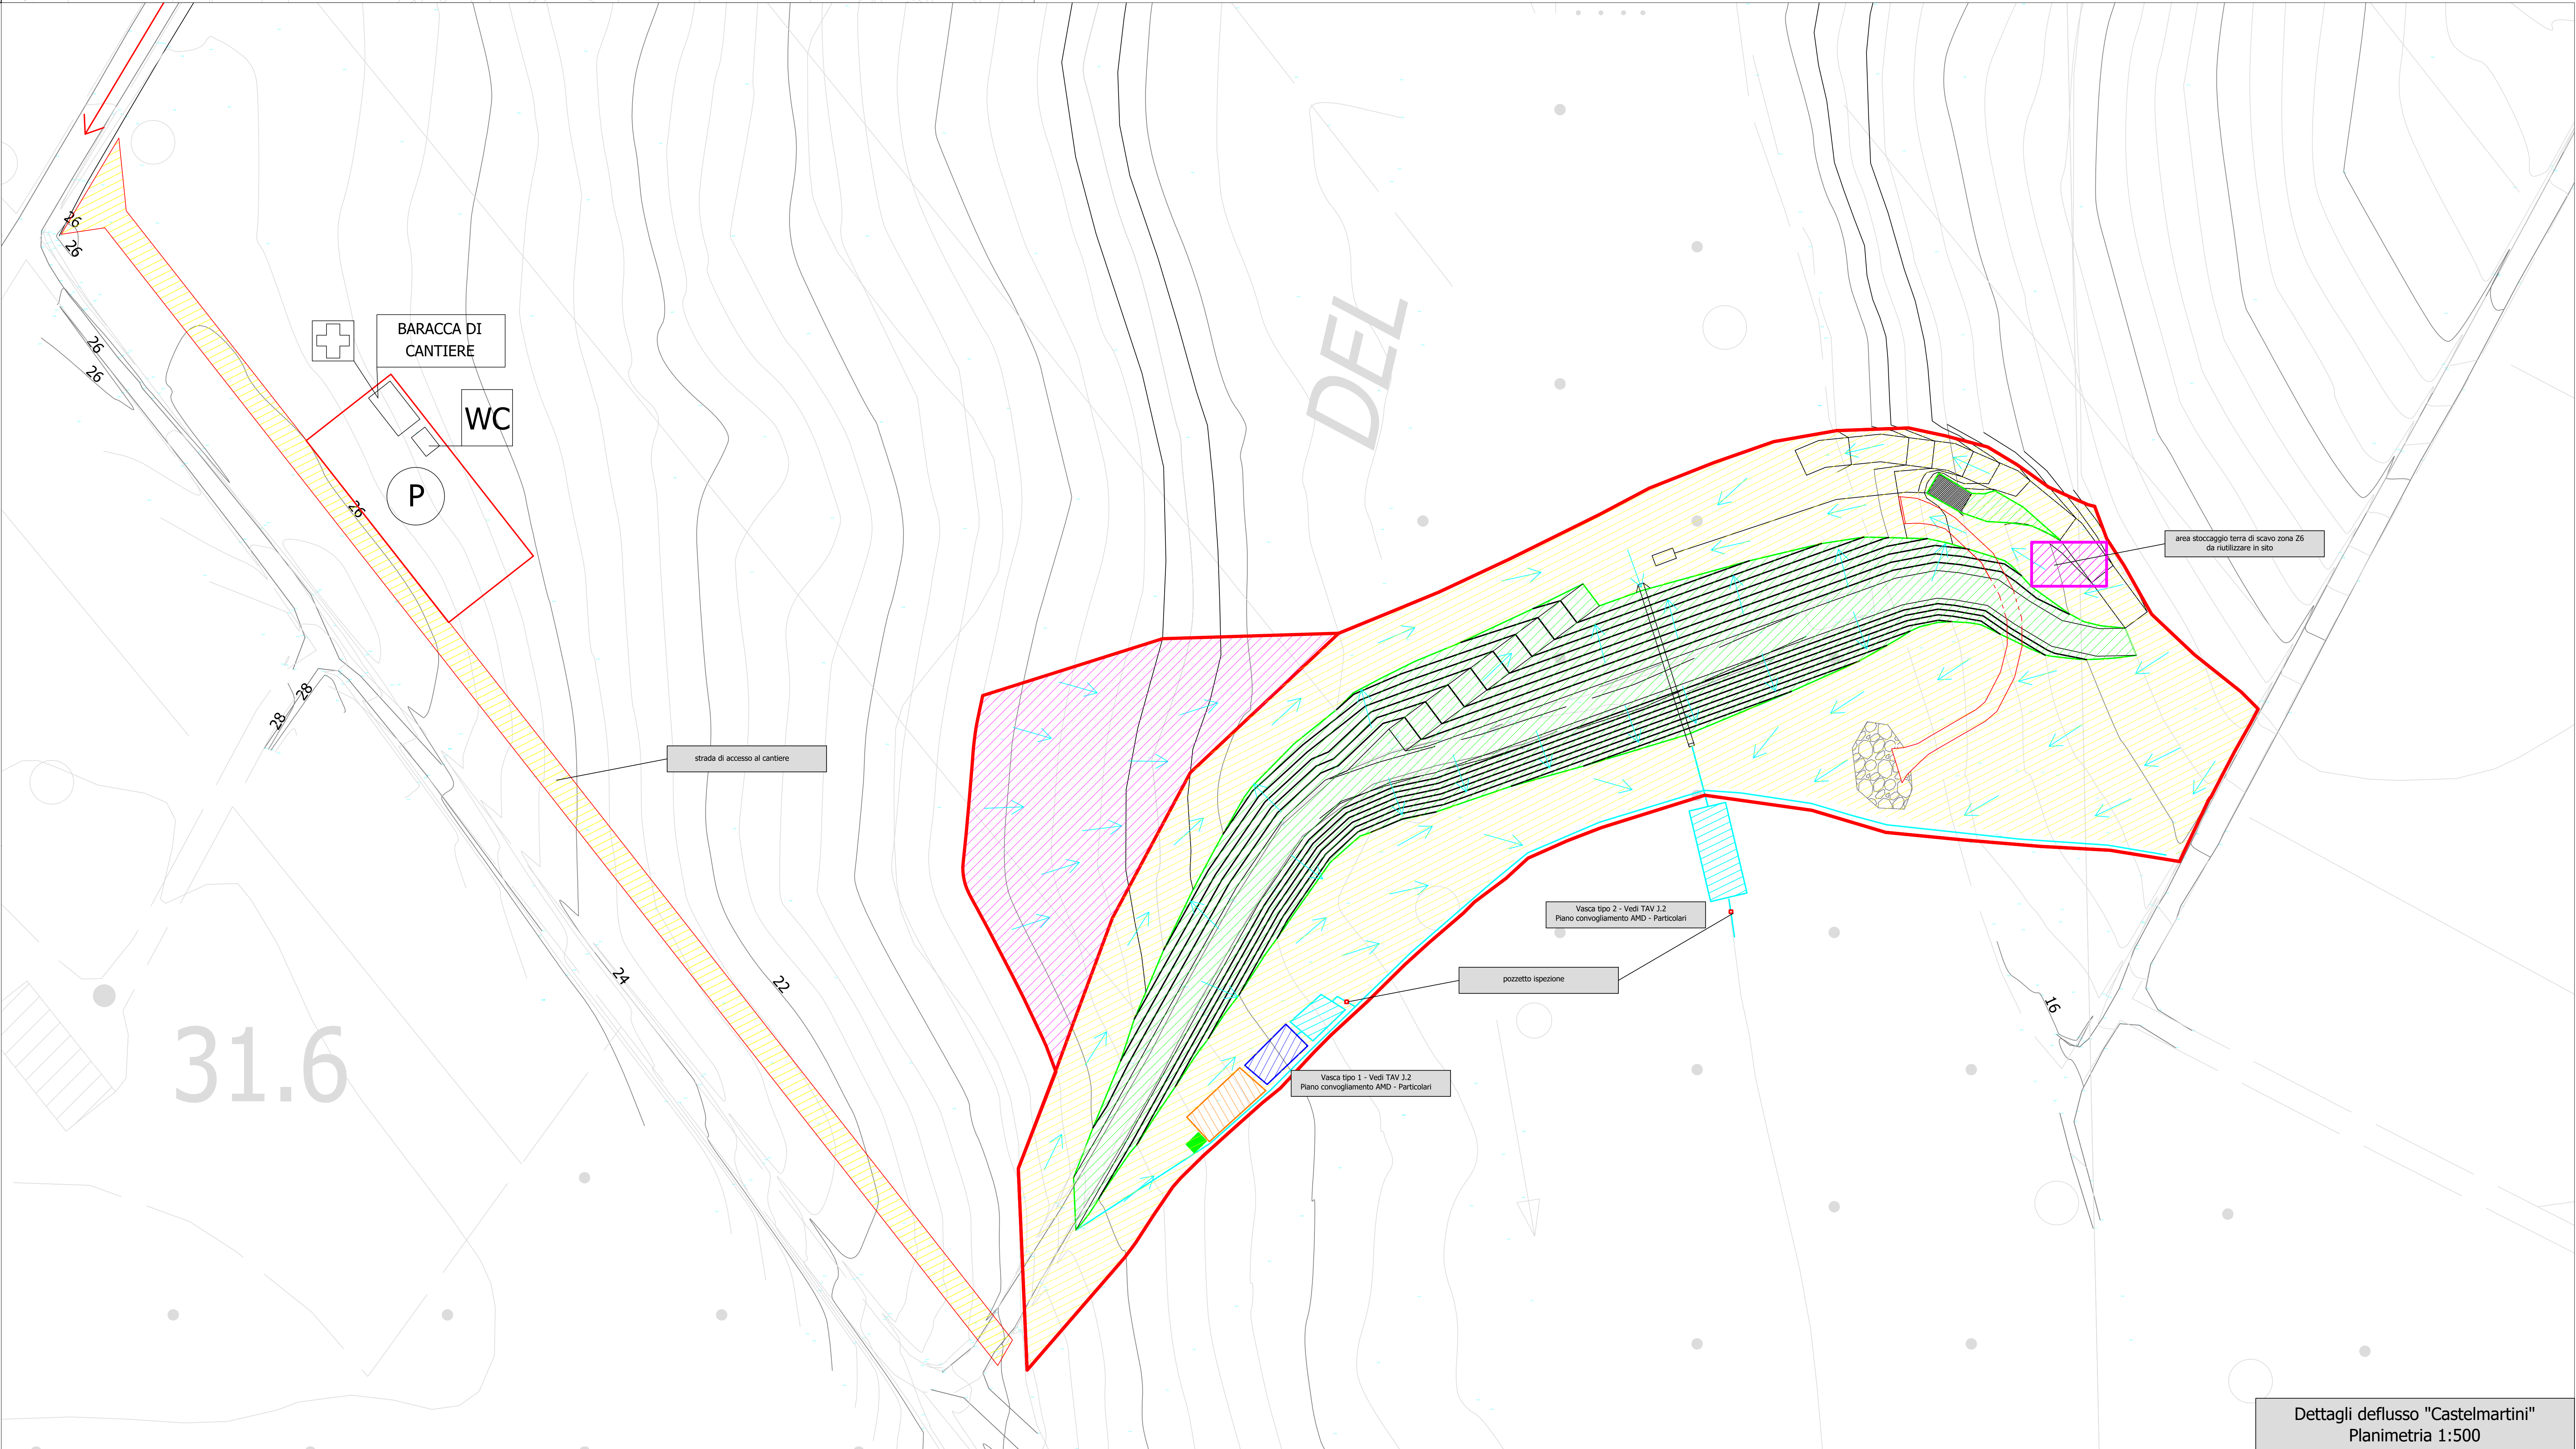 DEL
26
26
BARACCA DI
CANTIERE
26
26
WC
P
26
area stoccaggio terra di scavo zona Z6
da riutilizzare in sito
28
28
strada di accesso al cantiere
Vasca tipo 2 - Vedi TAV J.2
Piano convogliamento AMD - Particolari
24
22
pozzetto ispezione
16
31.6
Vasca tipo 1 - Vedi TAV J.2
Piano convogliamento AMD - Particolari
Dettagli deflusso "Castelmartini"
Planimetria 1:500